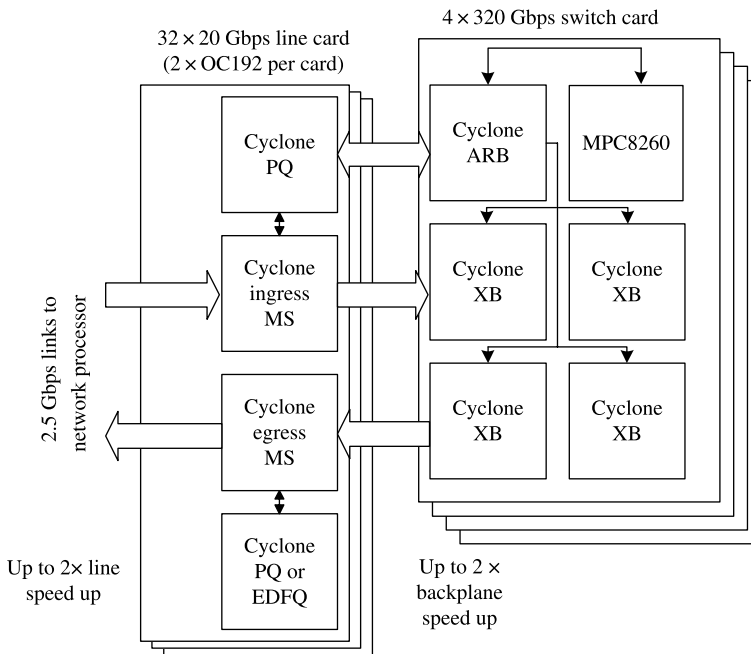 4 × 320 Gbps switch card
32 × 20 Gbps line card
(2 × OC192 per card)
Cyclone
PQ
Cyclone
ARB
MPC8260
Cyclone
ingress
MS
Cyclone
XB
Cyclone
XB
2.5 Gbps links to
network processor
Cyclone
egress
MS
Cyclone
XB
Cyclone
XB
Cyclone
PQ or
EDFQ
Up to 2× line
speed up
Up to 2 ×
backplane
speed up